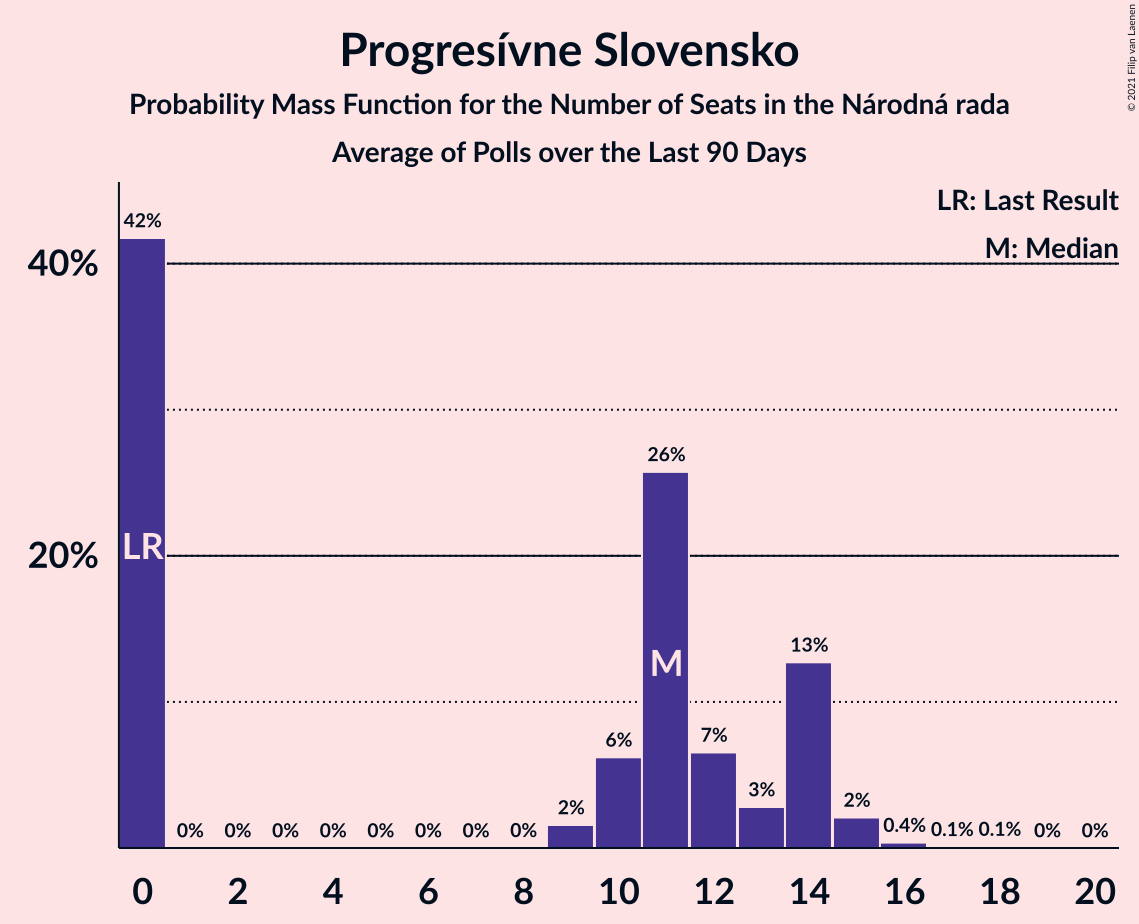 Progresívne Slovensko
Probability Mass Function for the Number of Seats in the Národná rada
Average of Polls over the Last 90 Days
© 2021 Filip van Laenen
LR: Last Result
M: Median
40%
20%
42%
0%
0%
0%
0%
0%
0%
0%
0%
2%
6%
26%
7%
3%
13%
2%
0.4%
0.1%
0.1%
0%
0%
LR
M
0 2 4 6 8 10 12 14 16 18 20